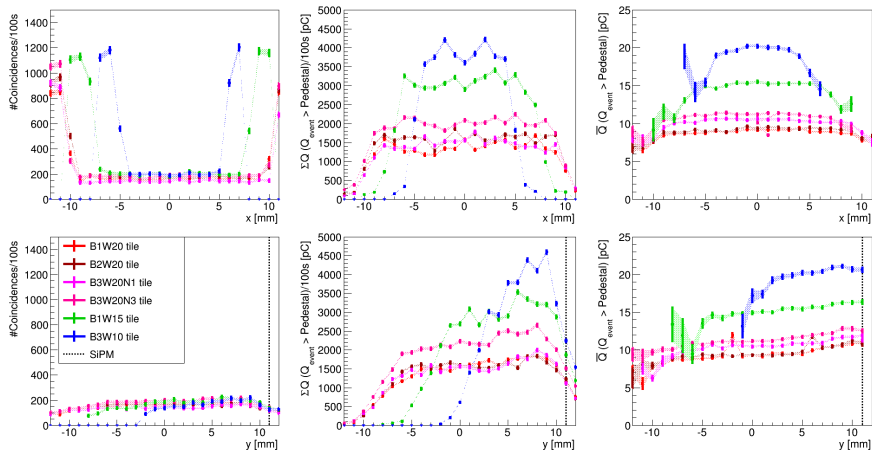 #Coincidences/100s
1400
1200
1000
800
600
400
200
0
-10 -5 0 5 10
x [mm]
ΣQ (Q_event > Pedestal)/100s [pC]
5000
4500
4000
3500
3000
2500
2000
1500
1000
500
0
-10 -5 0 5 10
x [mm]
Q̅ (Q_event > Pedestal) [pC]
25
20
15
10
5
0
-10 -5 0 5 10
x [mm]
#Coincidences/100s
1400
1200
1000
800
600
400
200
0
B1W20 tile
B2W20 tile
B3W20N1 tile
B3W20N3 tile
B1W15 tile
B3W10 tile
SiPM
-10 -5 0 5 10
y [mm]
ΣQ (Q_event > Pedestal)/100s [pC]
5000
4500
4000
3500
3000
2500
2000
1500
1000
500
0
-10 -5 0 5 10
y [mm]
Q̅ (Q_event > Pedestal) [pC]
25
20
15
10
5
0
-10 -5 0 5 10
y [mm]